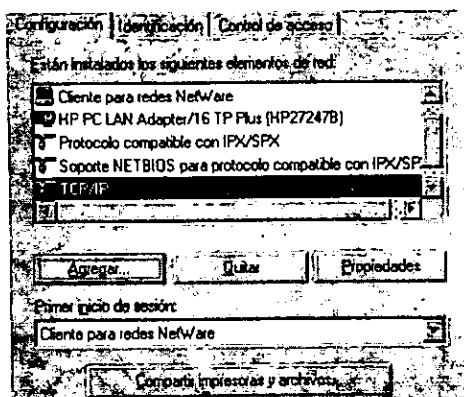 Configuración Identificación Control de acceso
Están instalados los siguientes elementos de red:
Cliente para redes NetWare
HP PC LAN Adapter/16 TP Plus (HP27247B)
Protocolo compatible con IPX/SPX
Soporte NETBIOS para protocolo compatible con IPX/SP
TCP/IP
Agregar... Quitar Propiedades
Primer inicio de sesión:
Cliente para redes NetWare
Compartir impresoras y archivos...